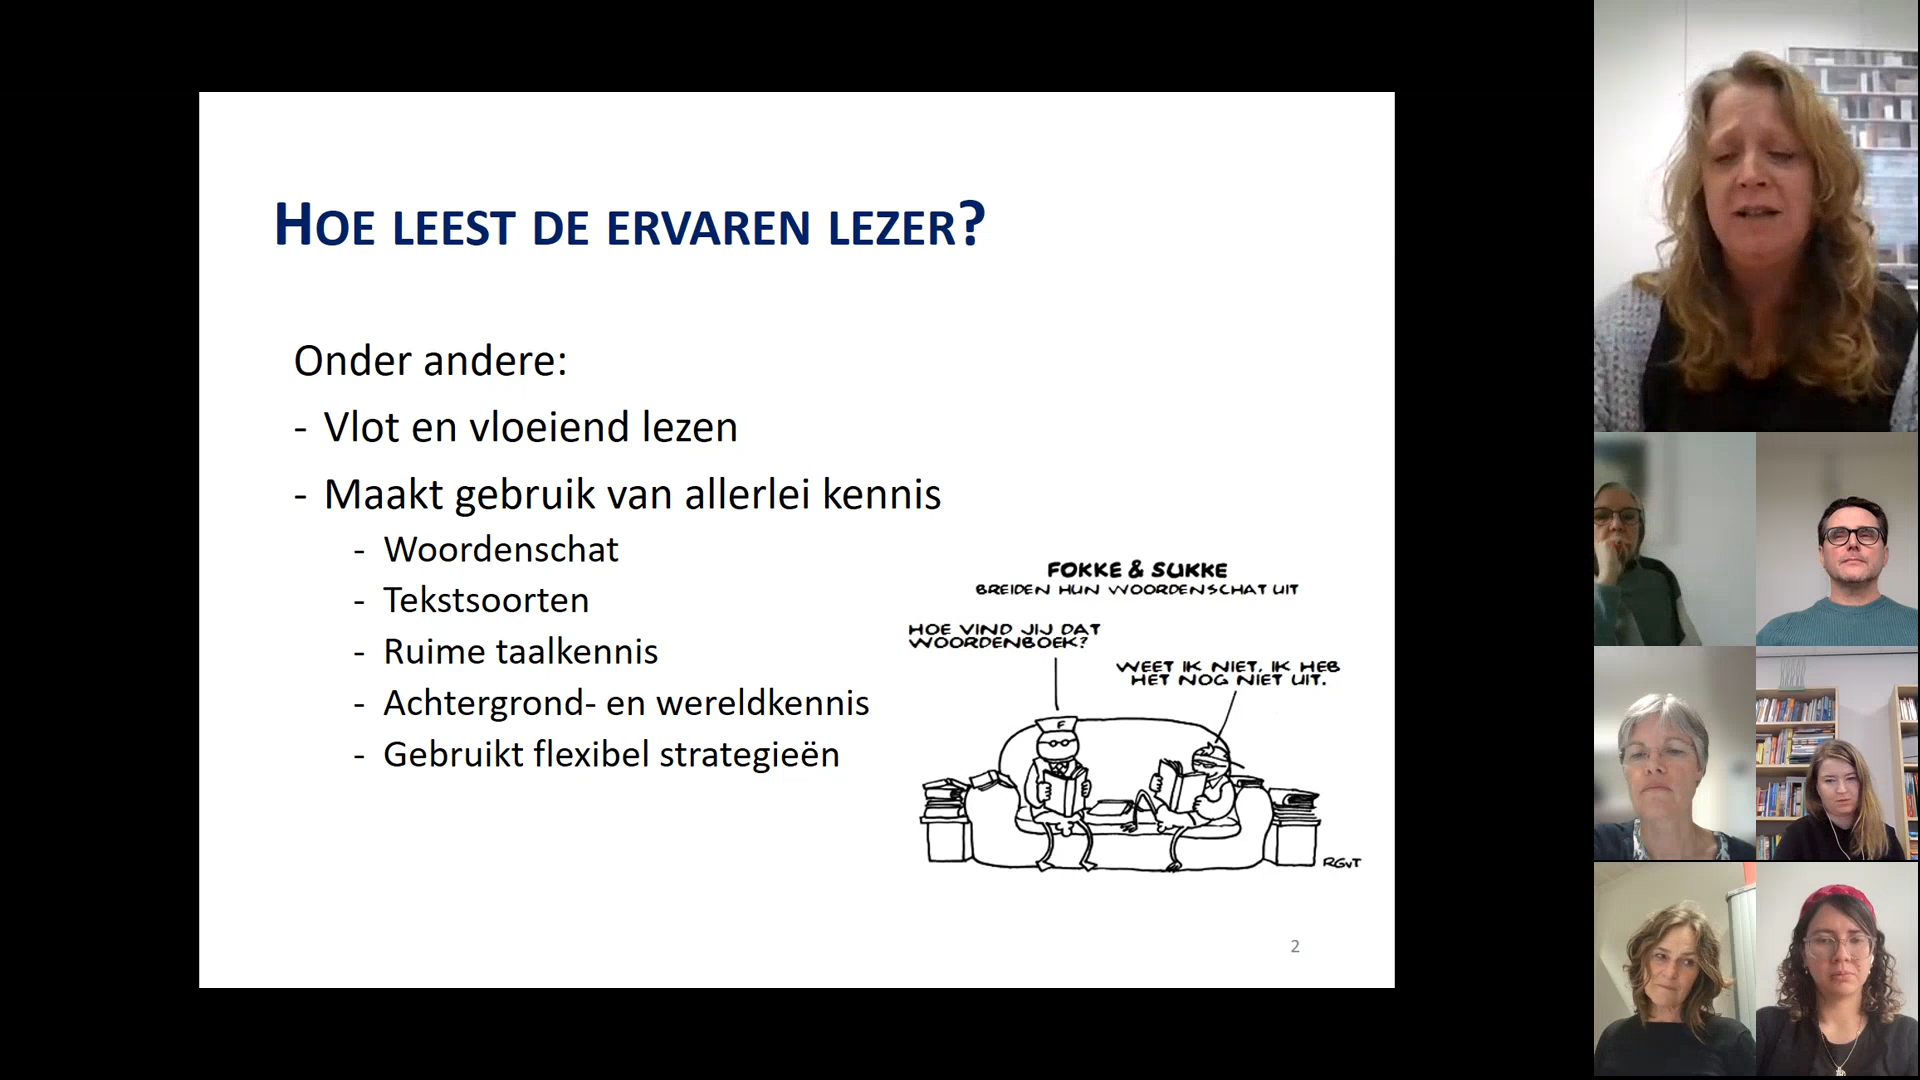 HOE LEEST DE ERVAREN LEZER?
Onder andere:
- Vlot en vloeiend lezen
- Maakt gebruik van allerlei kennis
- Woordenschat
- Tekstsoorten
- Ruime taalkennis
- Achtergrond- en wereldkennis
- Gebruikt flexibel strategieën
FOKKE & SUKKE
BREIDEN HUN WOORDENSCHAT UIT
HOE VIND JIJ DAT
WOORDENBOEK?
WEET IK NIET. IK HEB
HET NOG NIET UIT.
F
RGvT
2